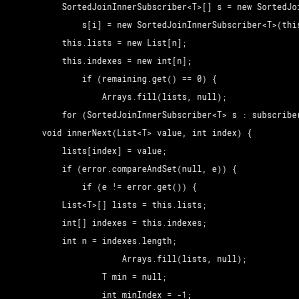 SortedJoinInnerSubscriber<T>[] s = new SortedJoi
s[i] = new SortedJoinInnerSubscriber<T>(this
this.lists = new List[n];
this.indexes = new int[n];
if (remaining.get() == 0) {
Arrays.fill(lists, null);
for (SortedJoinInnerSubscriber<T> s : subscriber
void innerNext(List<T> value, int index) {
lists[index] = value;
if (error.compareAndSet(null, e)) {
if (e != error.get()) {
List<T>[] lists = this.lists;
int[] indexes = this.indexes;
int n = indexes.length;
Arrays.fill(lists, null);
T min = null;
int minIndex = -1;